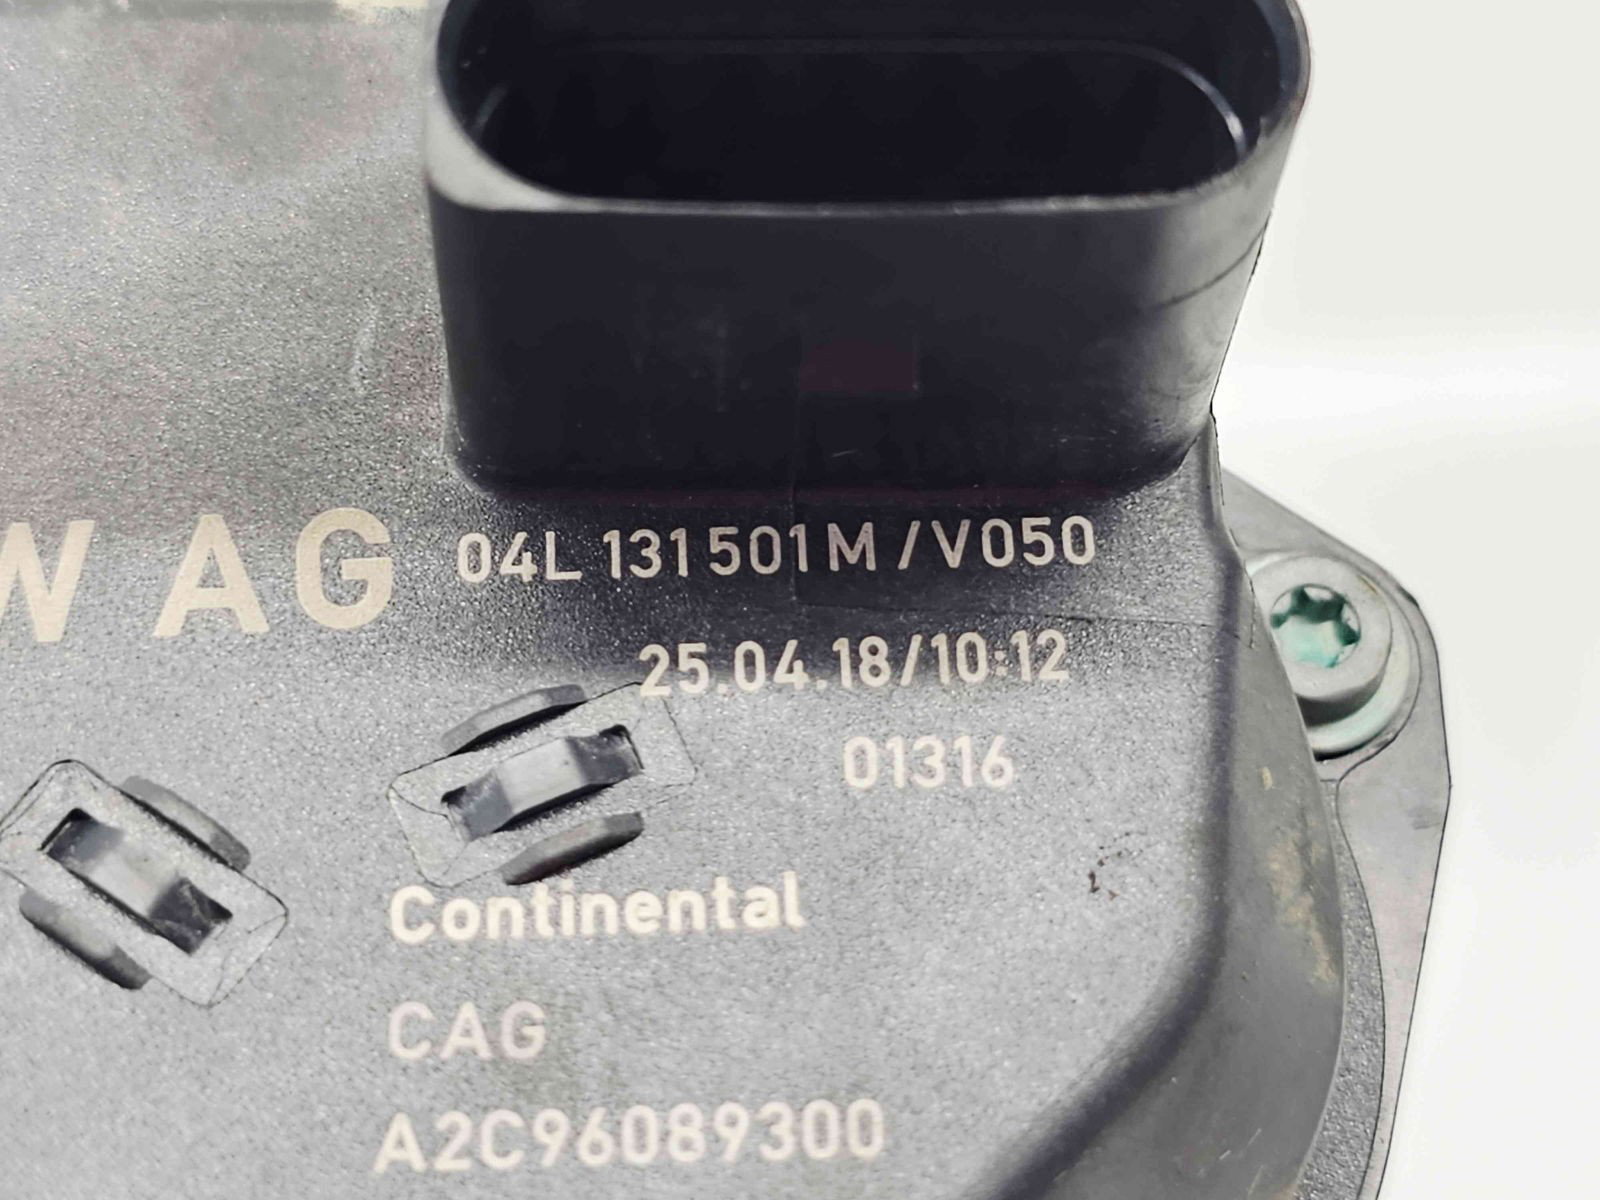 W AG 04L 131 501 M /V050
25.04.18/10:12
01316
Continental
CAG
A2C96089300